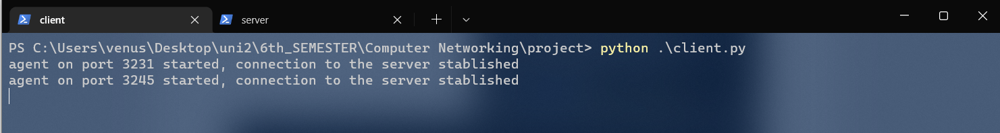 client
server
PS C:\Users\venus\Desktop\uni2\6th_SEMESTER\Computer Networking\project> python .\client.py
agent on port 3231 started, connection to the server stablished
agent on port 3245 started, connection to the server stablished